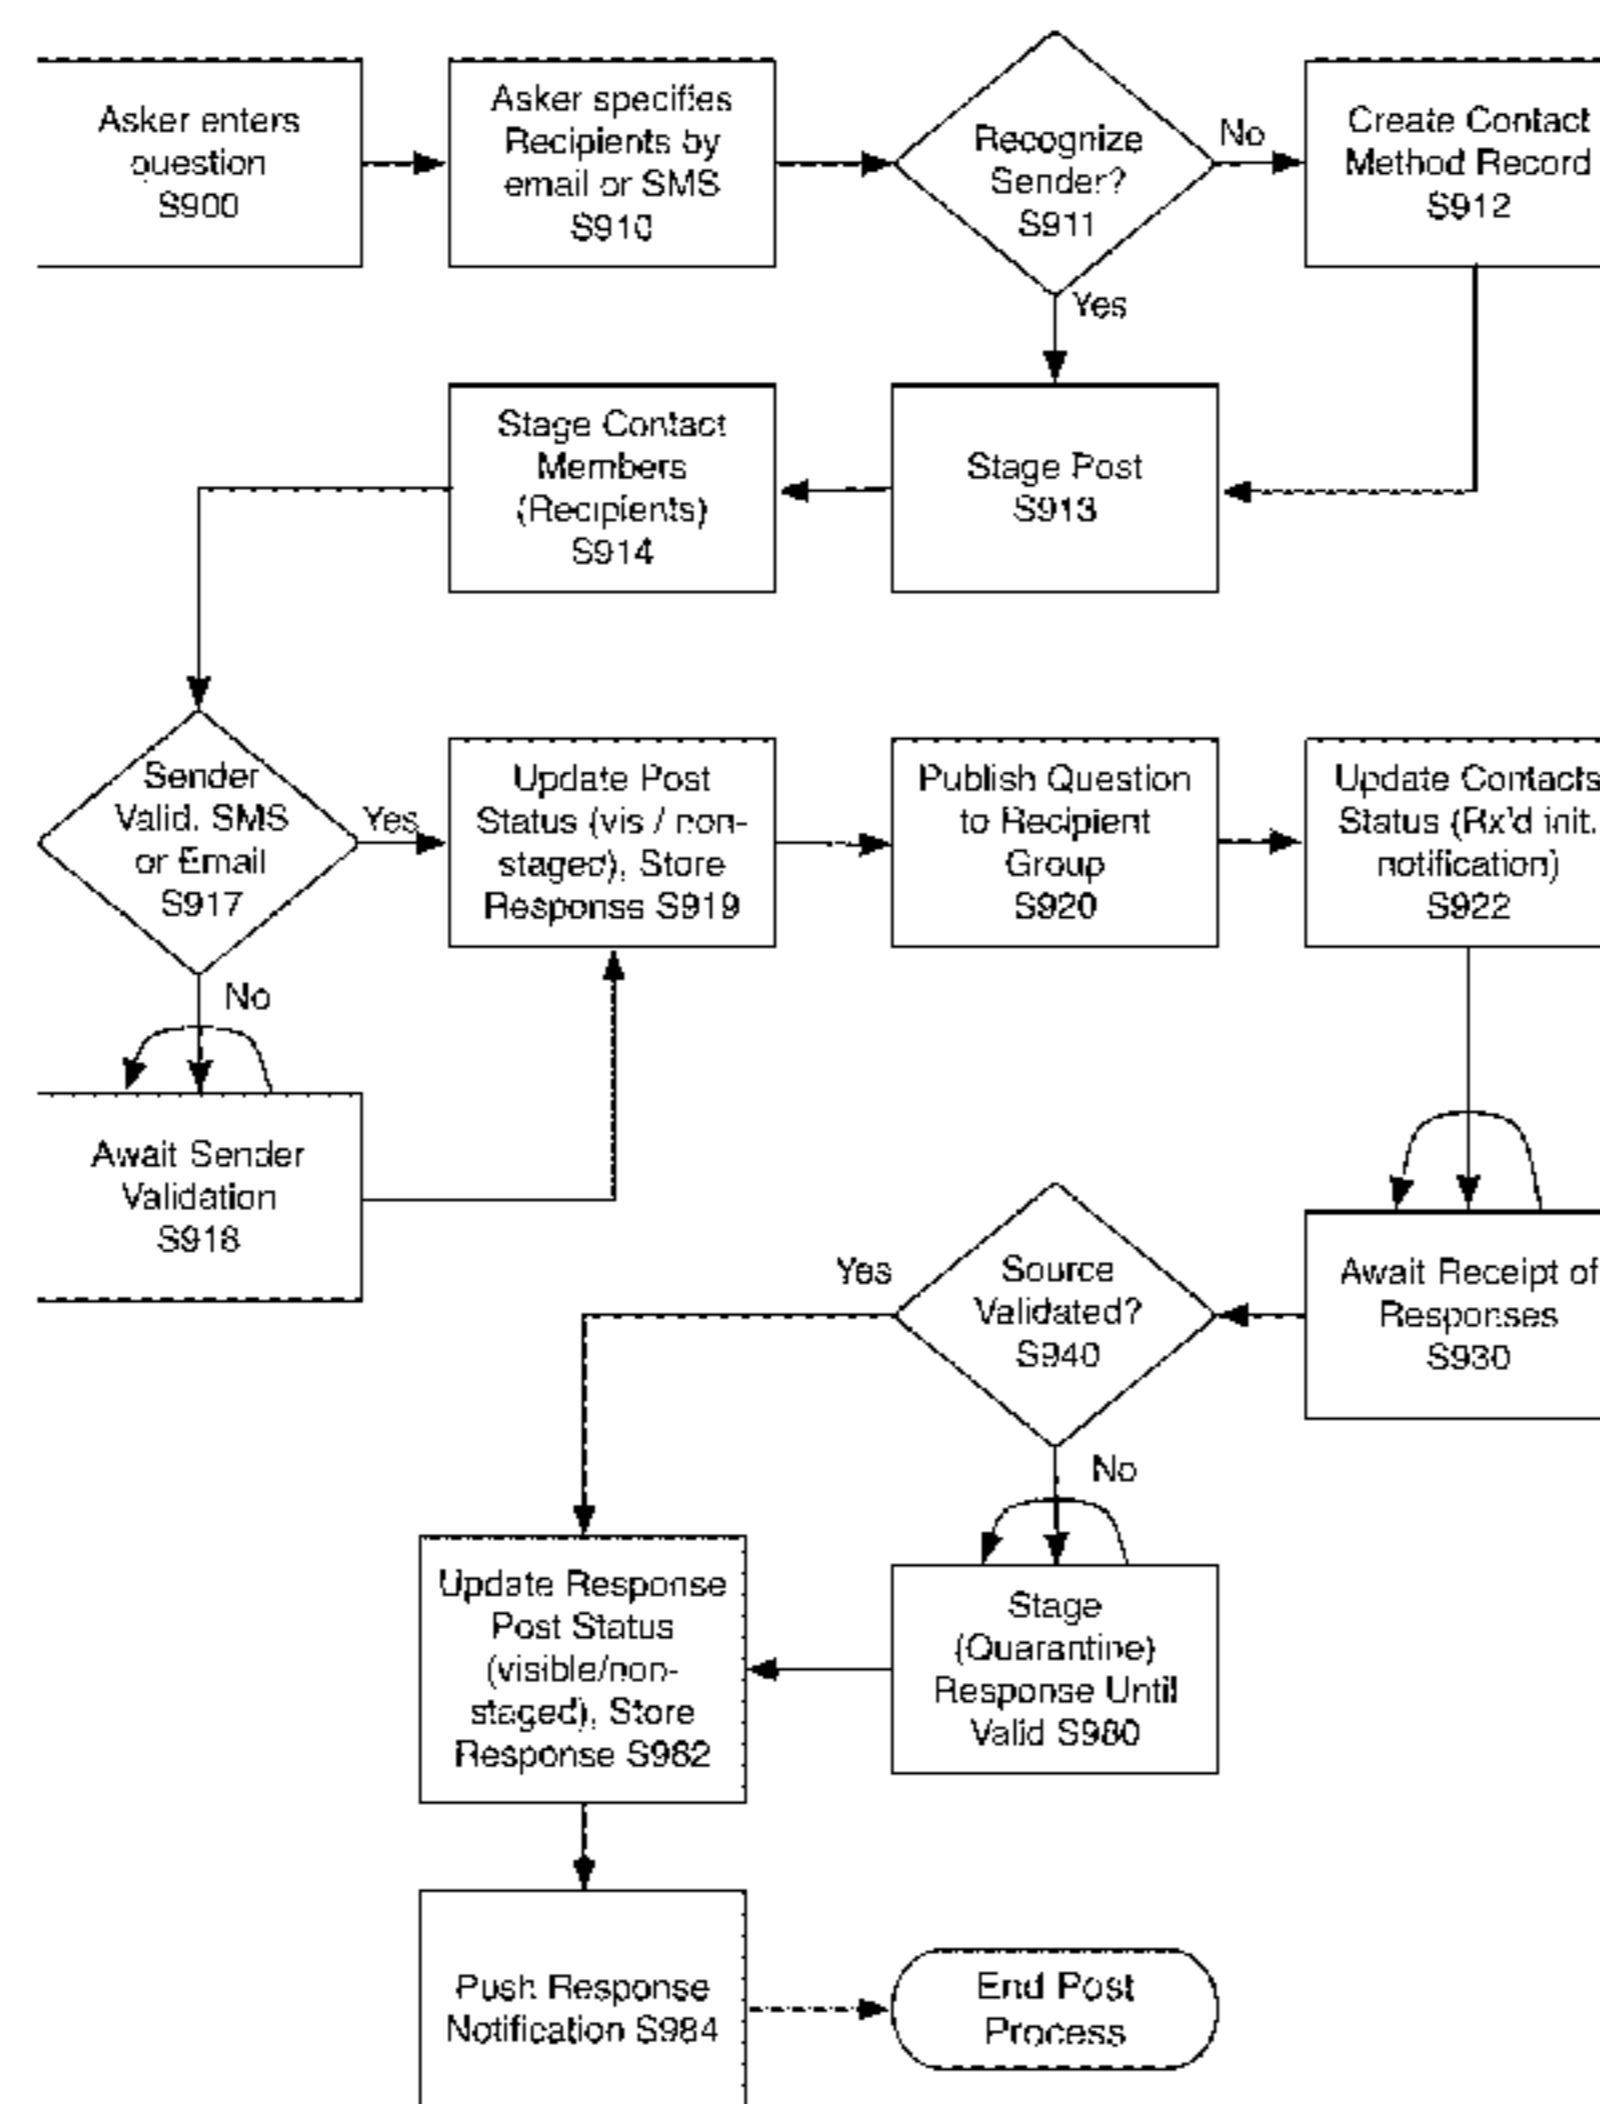 Asker enters
question
S900
Asker specifies
Recipients by
email or SMS
S910
Recognize
Sender?
S911
No
Create Contact
Method Record
S912
Yes
Stage Contact
Members
(Recipients)
S914
Stage Post
S913
Sender
Valid. SMS
or Email
S917
Yes
Update Post
Status (vis / non-
staged), Store
Response S919
Publish Question
to Recipient
Group
S920
Update Contacts
Status (Rx'd init.
notification)
S922
No
Await Sender
Validation
S918
Yes
Source
Validated?
S940
Await Receipt of
Responses
S930
No
Update Response
Post Status
(visible/non-
staged), Store
Response S982
Stage
(Quarantine)
Response Until
Valid S980
Push Response
Notification S984
End Post
Process